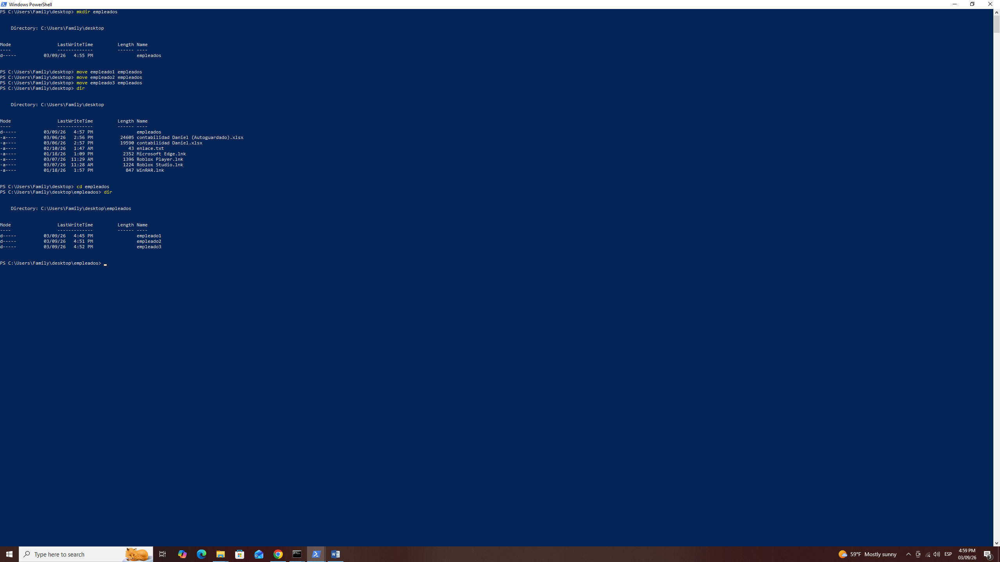 Windows PowerShell
PS C:\Users\Family\desktop> mkdir empleados
    Directory: C:\Users\Family\desktop
Mode                 LastWriteTime         Length Name
----                 -------------         ------ ----
d-----          03/09/26   4:55 PM                empleados
PS C:\Users\Family\desktop> move empleado1 empleados
PS C:\Users\Family\desktop> move empleado2 empleados
PS C:\Users\Family\desktop> move empleado3 empleados
PS C:\Users\Family\desktop> dir
    Directory: C:\Users\Family\desktop
Mode                 LastWriteTime         Length Name
----                 -------------         ------ ----
d-----          03/09/26   4:57 PM                empleados
-a----          03/06/26   2:56 PM          24605 contabilidad Daniel (Autoguardado).xlsx
-a----          03/06/26   2:57 PM          19590 contabilidad Daniel.xlsx
-a----          02/10/26   1:47 AM             43 enlace.txt
-a----          01/18/26   1:09 PM           2352 Microsoft Edge.lnk
-a----          03/07/26  11:29 AM           1396 Roblox Player.lnk
-a----          03/07/26  11:28 AM           1224 Roblox Studio.lnk
-a----          01/18/26   1:57 PM            847 WinRAR.lnk
PS C:\Users\Family\desktop> cd empleados
PS C:\Users\Family\desktop\empleados> dir
    Directory: C:\Users\Family\desktop\empleados
Mode                 LastWriteTime         Length Name
----                 -------------         ------ ----
d-----          03/09/26   4:45 PM                empleado1
d-----          03/09/26   4:51 PM                empleado2
d-----          03/09/26   4:52 PM                empleado3
PS C:\Users\Family\desktop\empleados>
Type here to search
59°F Mostly sunny
ESP
4:59 PM
03/09/26
3